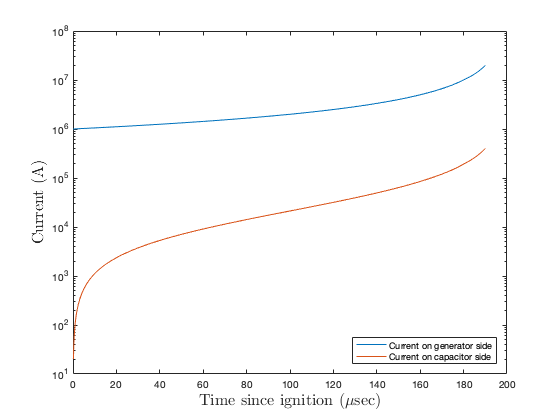 10^8
10^7
10^6
10^5
10^4
10^3
10^2
10^1
Current (A)
Current on generator side
Current on capacitor side
0 20 40 60 80 100 120 140 160 180 200
Time since ignition (μsec)